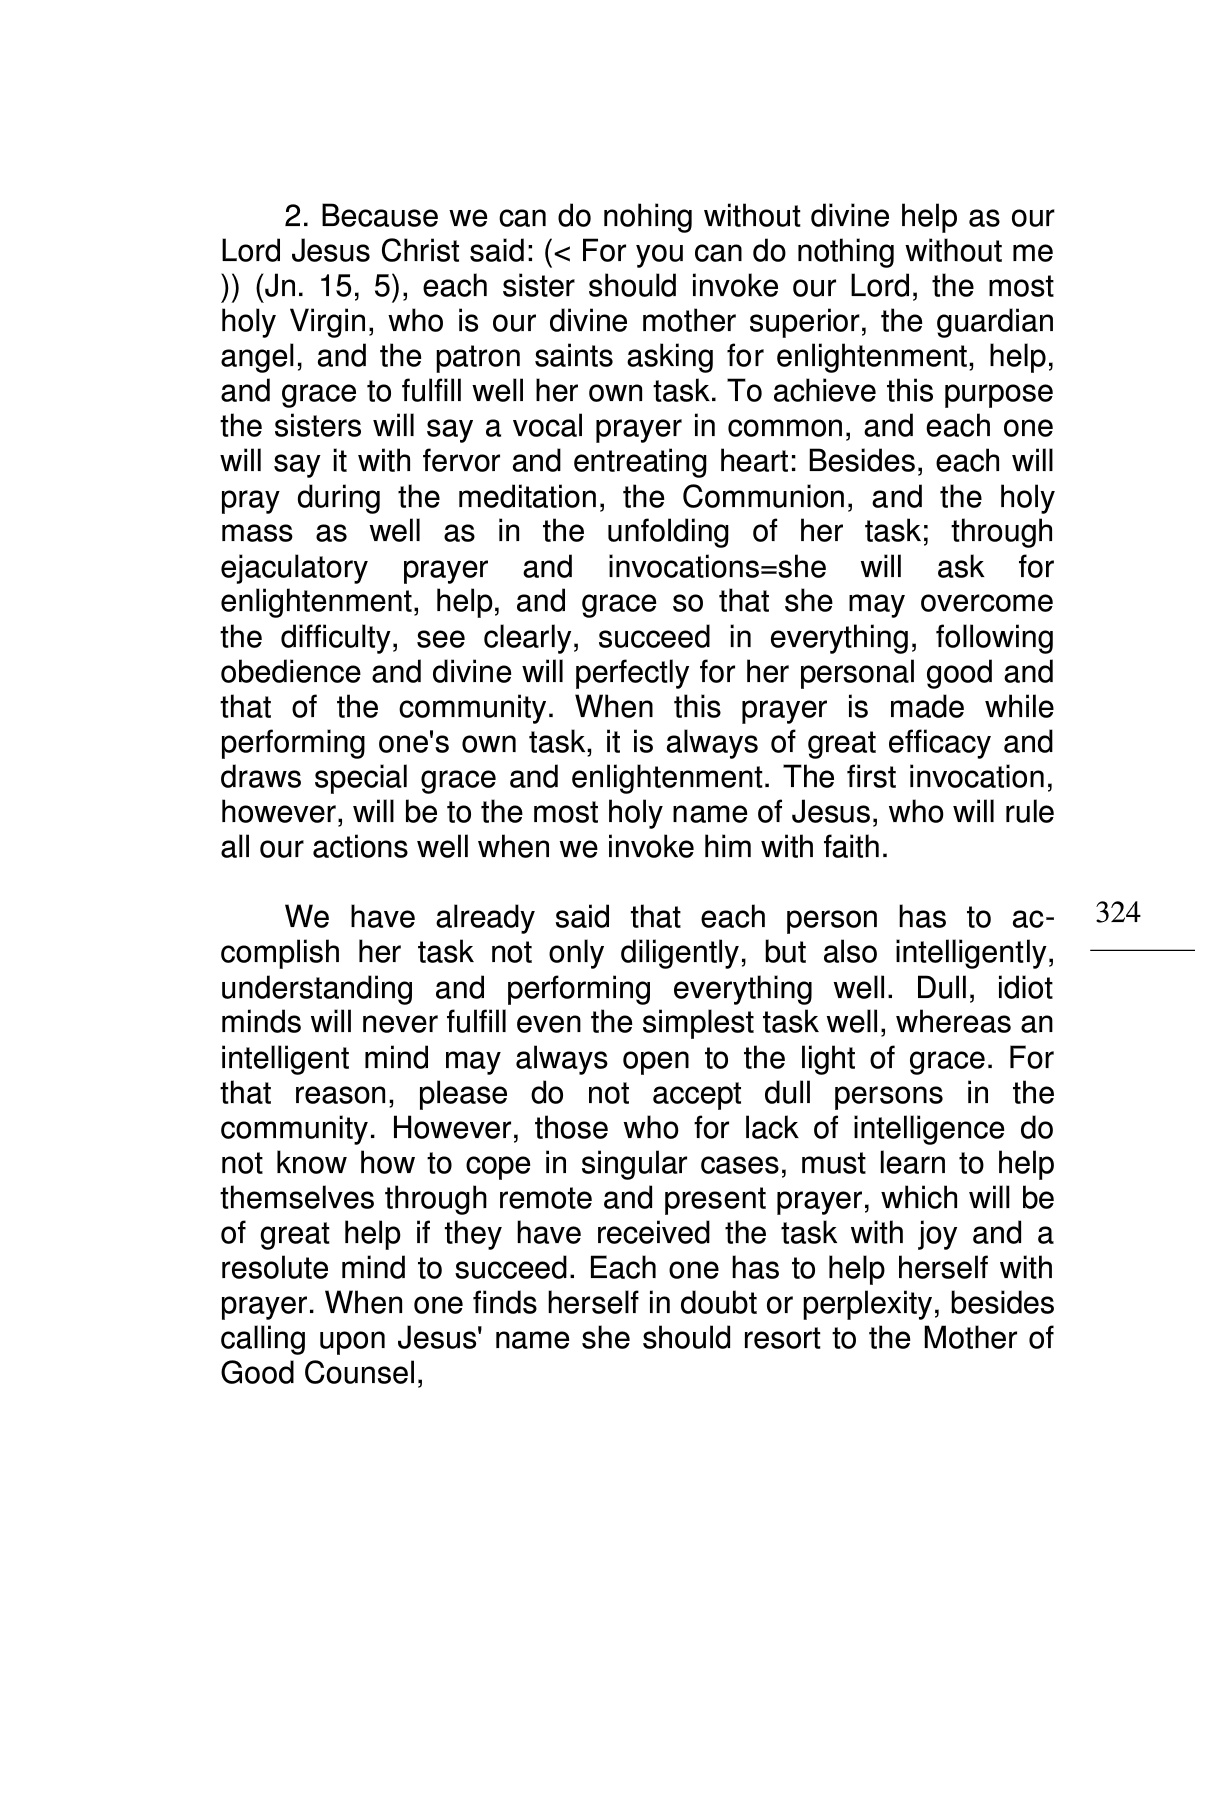 2. Because we can do nohing without divine help as our
Lord Jesus Christ said: (< For you can do nothing without me
)) (Jn. 15, 5), each sister should invoke our Lord, the most
holy Virgin, who is our divine mother superior, the guardian
angel, and the patron saints asking for enlightenment, help,
and grace to fulfill well her own task. To achieve this purpose
the sisters will say a vocal prayer in common, and each one
will say it with fervor and entreating heart: Besides, each will
pray during the meditation, the Communion, and the holy
mass as well as in the unfolding of her task; through
ejaculatory prayer and invocations=she will ask for
enlightenment, help, and grace so that she may overcome
the difficulty, see clearly, succeed in everything, following
obedience and divine will perfectly for her personal good and
that of the community. When this prayer is made while
performing one's own task, it is always of great efficacy and
draws special grace and enlightenment. The first invocation,
however, will be to the most holy name of Jesus, who will rule
all our actions well when we invoke him with faith.
We have already said that each person has to ac-
complish her task not only diligently, but also intelligently,
understanding and performing everything well. Dull, idiot
minds will never fulfill even the simplest task well, whereas an
intelligent mind may always open to the light of grace. For
that reason, please do not accept dull persons in the
community. However, those who for lack of intelligence do
not know how to cope in singular cases, must learn to help
themselves through remote and present prayer, which will be
of great help if they have received the task with joy and a
resolute mind to succeed. Each one has to help herself with
prayer. When one finds herself in doubt or perplexity, besides
calling upon Jesus' name she should resort to the Mother of
Good Counsel,
324